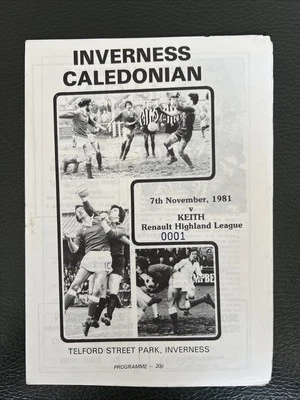 INVERNESS
CALEDONIAN
7th November, 1981
v
KEITH
Renault Highland League
0001
TELFORD STREET PARK, INVERNESS
PROGRAMME — 20p